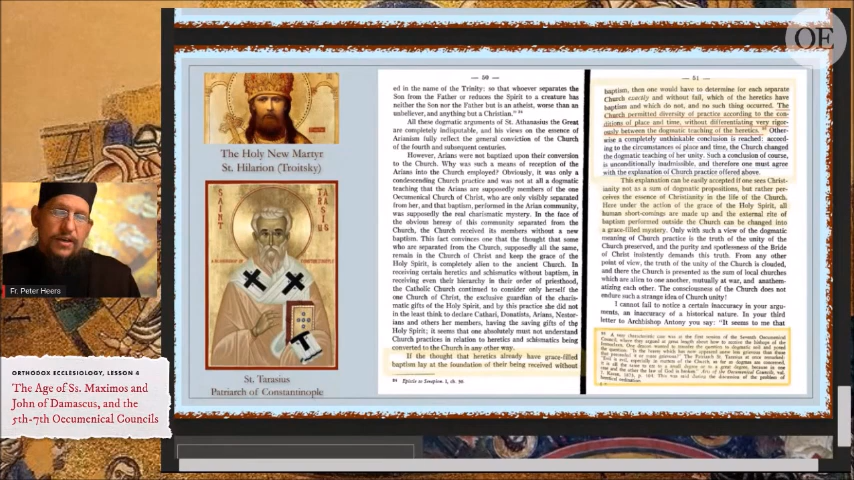 OE
The Holy New Martyr
St. Hilarion (Troitsky)
SAINT
TARASIUS
St. Tarasius
Patriarch of Constantinople
Fr. Peter Heers
ORTHODOX ECCLESIOLOGY, LESSON 4
The Age of Ss. Maximos and
John of Damascus, and the
5th-7th Oecumenical Councils
— 50 —
ed in the name of the Trinity: so that whoever separates the
Son from the Father or reduces the Spirit to a creature has
neither the Son nor the Father but is an atheist, worse than an
unbeliever, and anything but a Christian."
All these dogmatic arguments of St. Athanasius the Great
are completely indisputable, and his views on the essence of
Arianism fully reflect the general conviction of the Church
of the fourth and subsequent centuries.
However, Arians were not baptised upon their conversion
to the Church. Why was such a means of reception of the
Arians into the Church employed? Obviously, it was only a
condescending Church practice and not at all a dogmatic
teaching that the Arians are supposedly members of the one
Oecumenical Church of Christ, who are only visibly separated
from her, and that baptism, performed in the Arian community,
was supposedly the real charismatic mystery. In the face of
the obvious heresy of this community separated from the
Church, the Church received its members without a new
baptism. This fact convinces one that the thought that some
who are separated from the Church, supposedly all the same,
remain in the Church of Christ and keep the grace of the
Holy Spirit, is completely alien to the ancient Church. In
receiving certain heretics and schismatics without baptism, in
receiving even their hierarchy in their order of priesthood,
the Catholic Church continued to consider only herself the
one Church of Christ, the exclusive guardian of the charis-
matic gifts of the Holy Spirit, and by this practice she did not
in the least think to declare Cathari, Donatists, Arians, Nestor-
ians and others her members, having the saving gifts of the
Holy Spirit; it seems that one absolutely must not understand
Church practices in relation to heretics and schismatics being
converted to the Church in any other way.
If the thought that heretics already have grace-filled
baptism lay at the foundation of their being received without
— 51 —
baptism, then one would have to determine for each separate
Church exactly and without fail, which of the heretics have
baptism and which do not, and no such thing occurred. The
Church permitted diversity of practice according to the con-
ditions of place and time, without differentiating very rigor-
ously between the dogmatic teaching of the heretics. Other-
wise a completely unthinkable conclusion is reached: accord-
ing to the circumstances of place and time, the Church changed
the dogmatic teaching of her unity. Such a conclusion, of course,
is unconditionally inadmissible, and therefore one must agree
with the explanation of Church practice offered above.
This explanation can be easily accepted if one sees Christ-
ianity not as a sum of dogmatic propositions, but rather per-
ceives the essence of Christianity in the life of the Church.
Here under the action of the grace of the Holy Spirit, all
human short-comings are made up and the external rite of
baptism performed outside the Church can be changed into
a grace-filled mystery. Only with such a view of the dogmatic
meaning of Church practice is the truth of the unity of the
Church preserved, and the purity and spotlessness of the Bride
of Christ insistently demands this truth. From any other
point of view, the truth of the unity of the Church is clouded,
and there the Church is presented as the sum of local churches
which are alien to one another, mutually at war, and anathem-
atizing each another. The consciousness of the Church does not
endure such a strange idea of Church unity!
I cannot fail to notice a certain inaccuracy in your argu-
ments, an inaccuracy of a historical nature. In your third
letter to Archbishop Antony you say: "It seems to me that